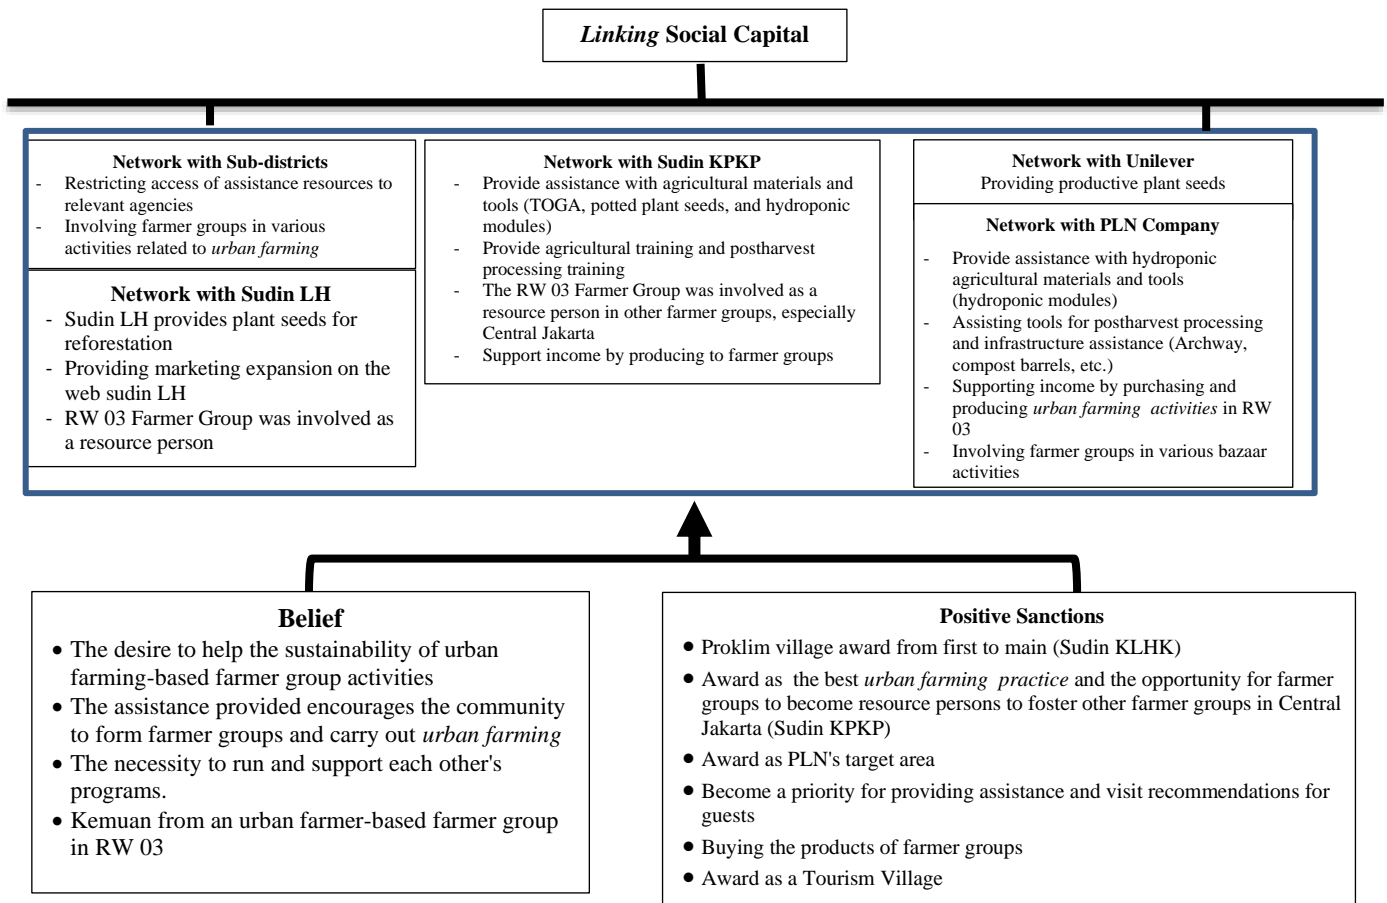 Linking Social Capital
Network with Sub-districts
- Restricting access of assistance resources to
relevant agencies
- Involving farmer groups in various
activities related to urban farming
Network with Sudin LH
- Sudin LH provides plant seeds for
reforestation
- Providing marketing expansion on the
web sudin LH
- RW 03 Farmer Group was involved as
a resource person
Network with Sudin KPKP
- Provide assistance with agricultural materials and
tools (TOGA, potted plant seeds, and hydroponic
modules)
- Provide agricultural training and postharvest
processing training
- The RW 03 Farmer Group was involved as a
resource person in other farmer groups, especially
Central Jakarta
- Support income by producing to farmer groups
Network with Unilever
Providing productive plant seeds
Network with PLN Company
- Provide assistance with hydroponic
agricultural materials and tools
(hydroponic modules)
- Assisting tools for postharvest processing
and infrastructure assistance (Archway,
compost barrels, etc.)
- Supporting income by purchasing and
producing urban farming activities in RW
03
- Involving farmer groups in various bazaar
activities
Belief
• The desire to help the sustainability of urban
farming-based farmer group activities
• The assistance provided encourages the community
to form farmer groups and carry out urban farming
• The necessity to run and support each other's
programs.
• Kemuan from an urban farmer-based farmer group
in RW 03
Positive Sanctions
• Proklim village award from first to main (Sudin KLHK)
• Award as the best urban farming practice and the opportunity for farmer
groups to become resource persons to foster other farmer groups in Central
Jakarta (Sudin KPKP)
• Award as PLN's target area
• Become a priority for providing assistance and visit recommendations for
guests
• Buying the products of farmer groups
• Award as a Tourism Village